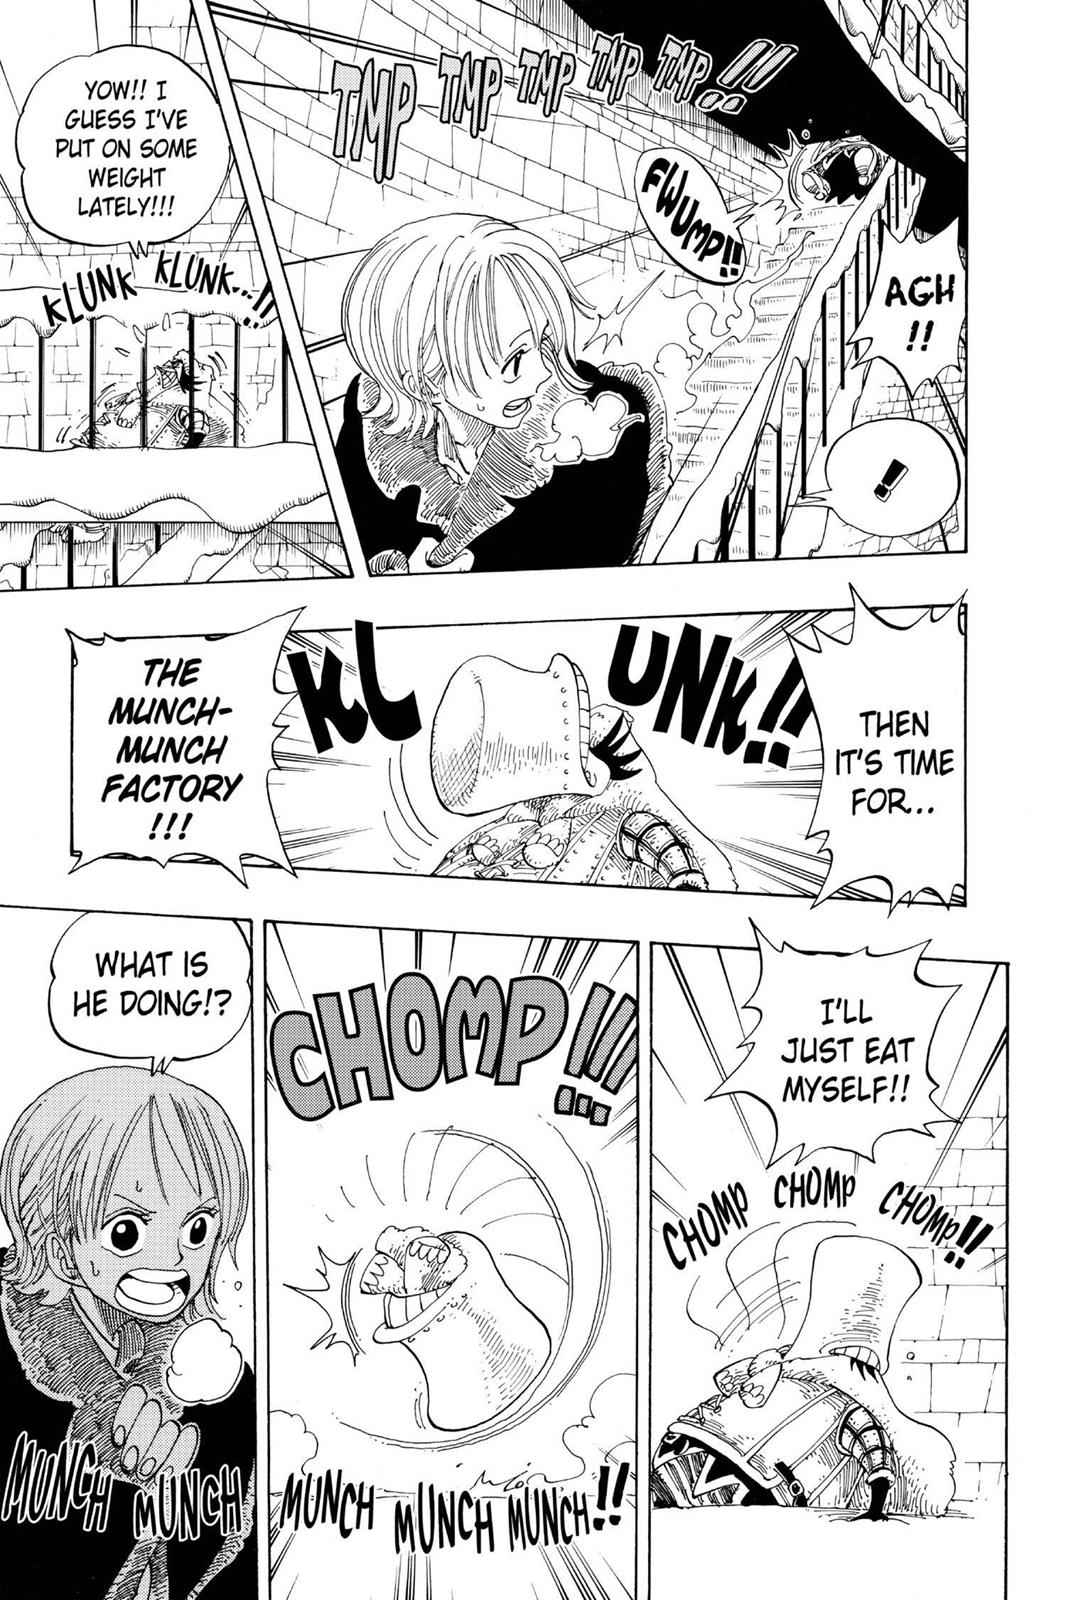 TMP TMP TMP TMP TMP!!
FWUMP!!
AGH
!!
!
YOW!! I
GUESS I'VE
PUT ON SOME
WEIGHT
LATELY!!!
KLUNK KLUNK...!!
THEN
IT'S TIME
FOR...
KLUNK!!
THE
MUNCH-
MUNCH
FACTORY
!!!
I'LL
JUST EAT
MYSELF!!
CHOMP CHOMP CHOMP!!
CHOMP!!!
MUNCH MUNCH MUNCH!!
WHAT IS
HE DOING!?
MUNCH MUNCH